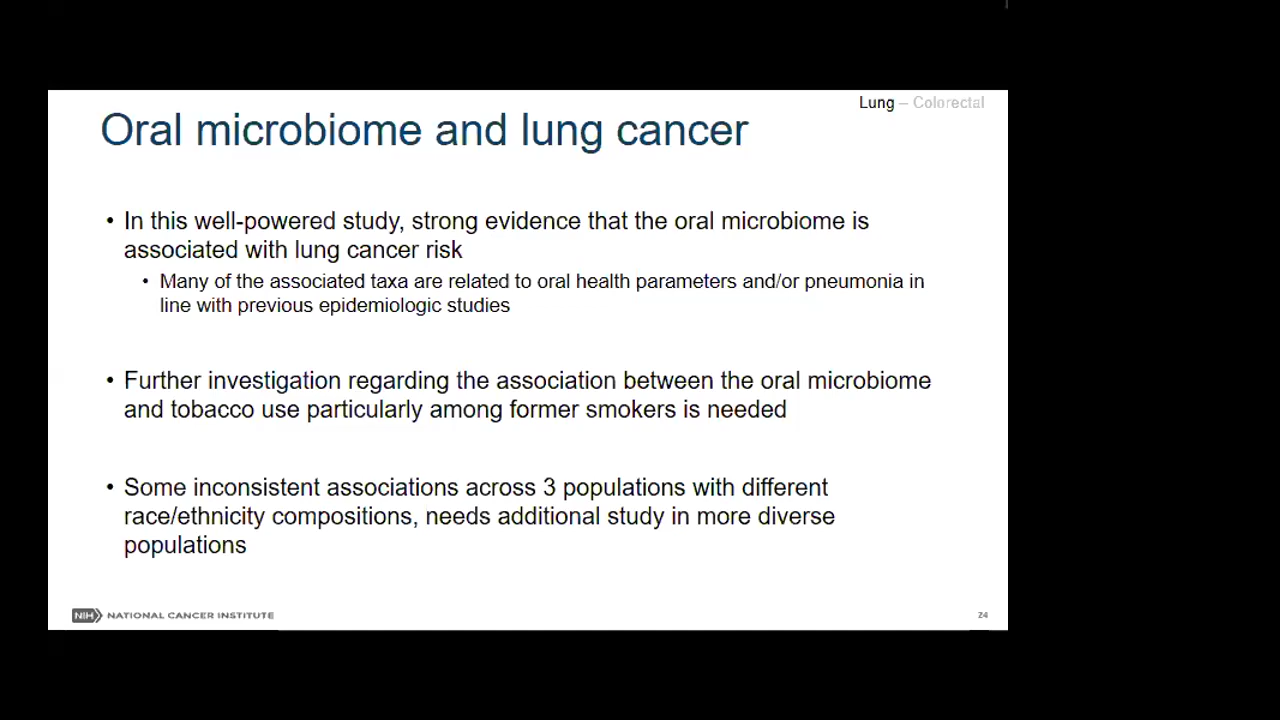 Lung – Colorectal
Oral microbiome and lung cancer
• In this well-powered study, strong evidence that the oral microbiome is
associated with lung cancer risk
• Many of the associated taxa are related to oral health parameters and/or pneumonia in
line with previous epidemiologic studies
• Further investigation regarding the association between the oral microbiome
and tobacco use particularly among former smokers is needed
• Some inconsistent associations across 3 populations with different
race/ethnicity compositions, needs additional study in more diverse
populations
NIH NATIONAL CANCER INSTITUTE
24